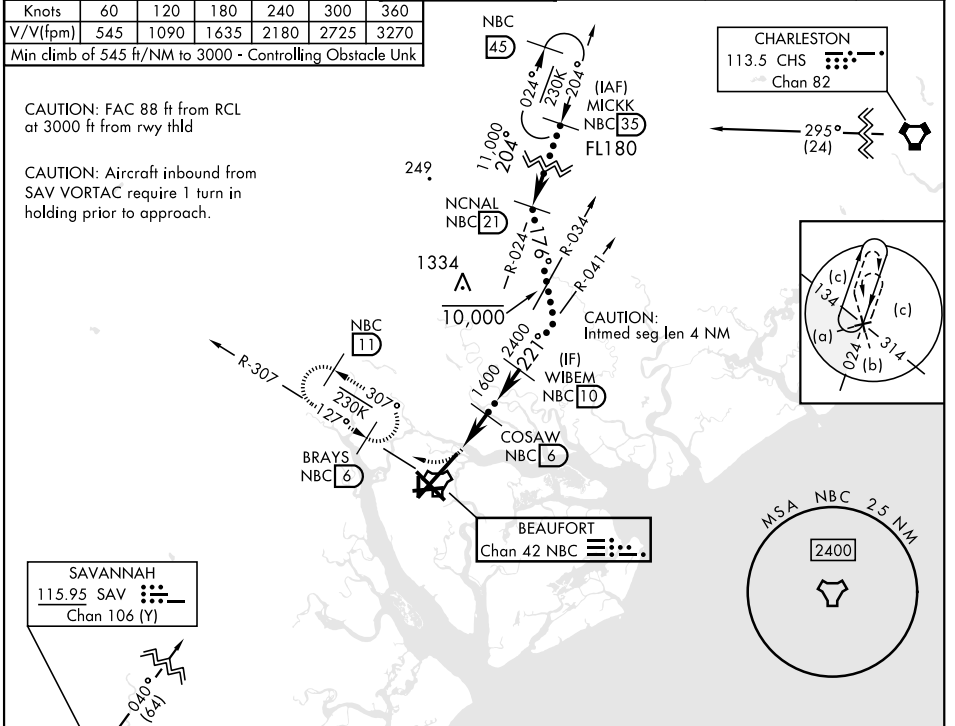 Knots 60 120 180 240 300 360
V/V(fpm) 545 1090 1635 2180 2725 3270
Min climb of 545 ft/NM to 3000 - Controlling Obstacle Unk
CAUTION: FAC 88 ft from RCL
at 3000 ft from rwy thld
CAUTION: Aircraft inbound from
SAV VORTAC require 1 turn in
holding prior to approach.
NBC
45
024°
230K
204°
(IAF)
MICKK
NBC 35
FL180
11,000
204°
CHARLESTON
113.5 CHS
Chan 82
295°
(24)
249
NCNAL
NBC 21
R-024
176°
R-034
R-041
1334
10,000
CAUTION:
Intmed seg len 4 NM
(c)
134
(c)
(a)
024
(b)
314
NBC
11
R-307
307°
230K
127°
BRAYS
NBC 6
2400
221°
1600
(IF)
WIBEM
NBC 10
COSAW
NBC 6
BEAUFORT
Chan 42 NBC
MSA NBC 25 NM
2400
SAVANNAH
115.95 SAV
Chan 106 (Y)
040°
(64)